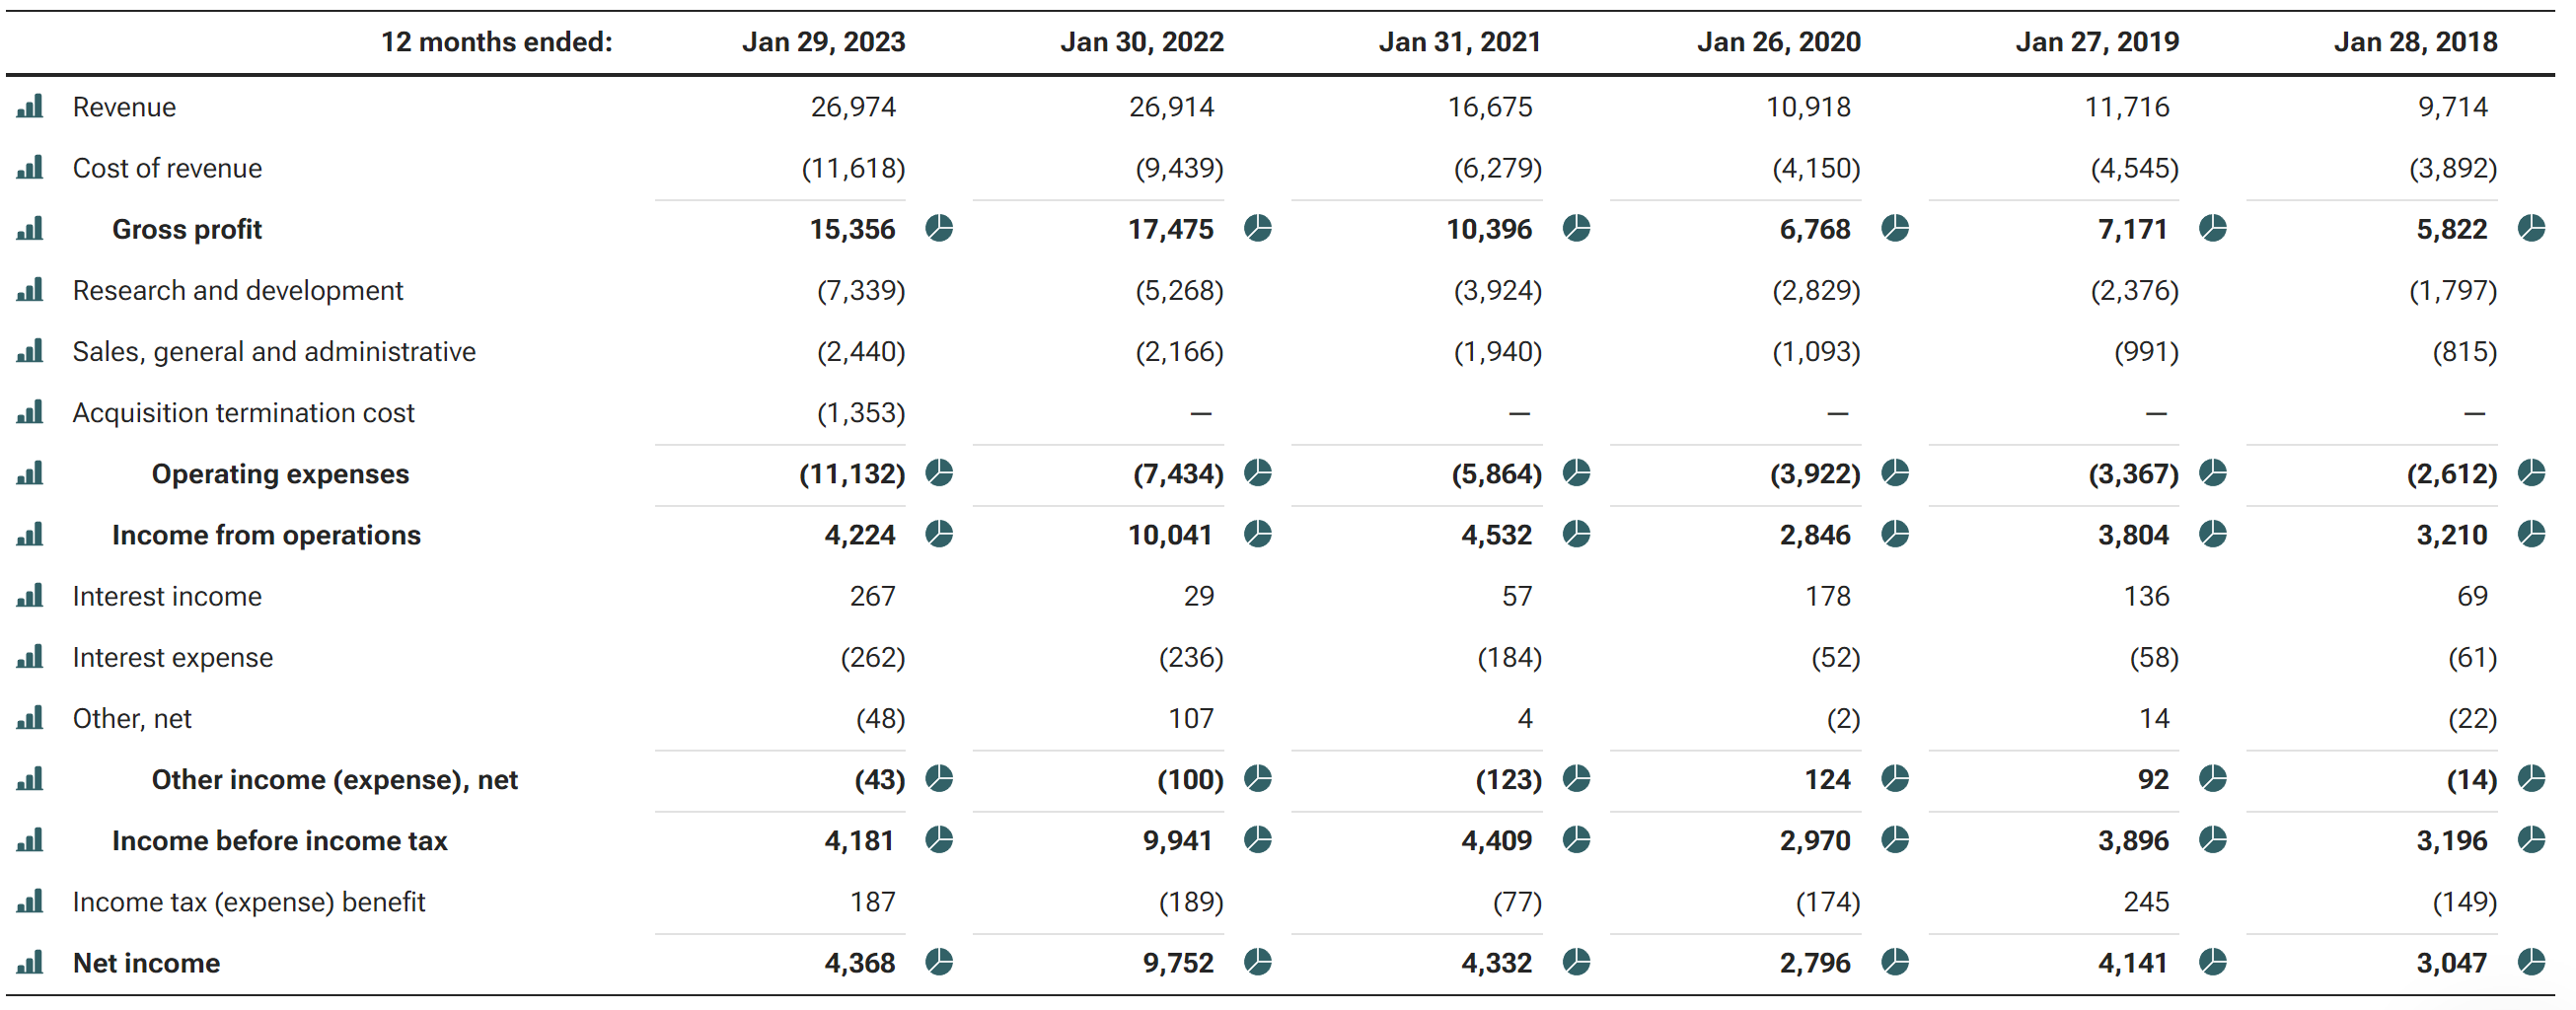 12 months ended: Jan 29, 2023 Jan 30, 2022 Jan 31, 2021 Jan 26, 2020 Jan 27, 2019 Jan 28, 2018
Revenue 26,974 26,914 16,675 10,918 11,716 9,714
Cost of revenue (11,618) (9,439) (6,279) (4,150) (4,545) (3,892)
Gross profit 15,356 17,475 10,396 6,768 7,171 5,822
Research and development (7,339) (5,268) (3,924) (2,829) (2,376) (1,797)
Sales, general and administrative (2,440) (2,166) (1,940) (1,093) (991) (815)
Acquisition termination cost (1,353) — — — — —
Operating expenses (11,132) (7,434) (5,864) (3,922) (3,367) (2,612)
Income from operations 4,224 10,041 4,532 2,846 3,804 3,210
Interest income 267 29 57 178 136 69
Interest expense (262) (236) (184) (52) (58) (61)
Other, net (48) 107 4 (2) 14 (22)
Other income (expense), net (43) (100) (123) 124 92 (14)
Income before income tax 4,181 9,941 4,409 2,970 3,896 3,196
Income tax (expense) benefit 187 (189) (77) (174) 245 (149)
Net income 4,368 9,752 4,332 2,796 4,141 3,047